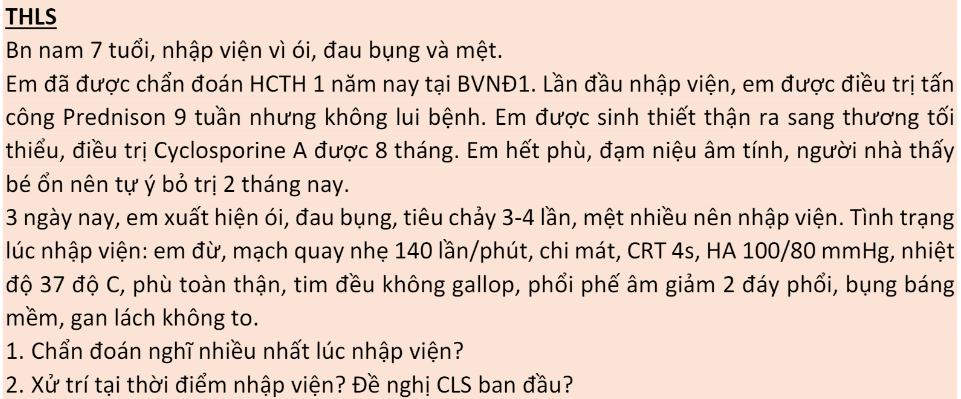 THLS
Bn nam 7 tuổi, nhập viện vì ói, đau bụng và mệt.
Em đã được chẩn đoán HCTH 1 năm nay tại BVNĐ1. Lần đầu nhập viện, em được điều trị tấn
công Prednison 9 tuần nhưng không lui bệnh. Em được sinh thiết thận ra sang thương tối
thiểu, điều trị Cyclosporine A được 8 tháng. Em hết phù, đạm niệu âm tính, người nhà thấy
bé ổn nên tự ý bỏ trị 2 tháng nay.
3 ngày nay, em xuất hiện ói, đau bụng, tiêu chảy 3-4 lần, mệt nhiều nên nhập viện. Tình trạng
lúc nhập viện: em đừ, mạch quay nhẹ 140 lần/phút, chi mát, CRT 4s, HA 100/80 mmHg, nhiệt
độ 37 độ C, phù toàn thận, tim đều không gallop, phổi phế âm giảm 2 đáy phổi, bụng báng
mềm, gan lách không to.
1. Chẩn đoán nghĩ nhiều nhất lúc nhập viện?
2. Xử trí tại thời điểm nhập viện? Đề nghị CLS ban đầu?